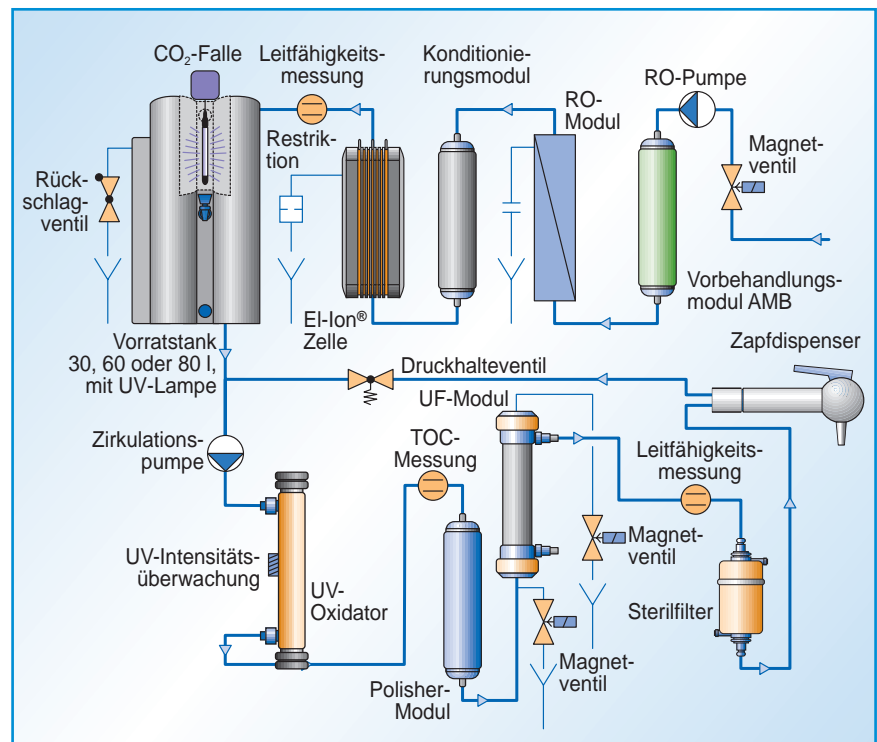 CO₂-Falle
Leitfähigkeits-
messung
Konditionie-
rungsmodul
RO-Pumpe
RO-
Modul
Magnet-
ventil
Restrik-
tion
Rück-
schlag-
ventil
El-Ion®
Zelle
Vorbehandlungs-
modul AMB
Vorratstank
30, 60 oder 80 l,
mit UV-Lampe
Druckhalteventil
Zapfdispenser
UF-Modul
Zirkulations-
pumpe
TOC-
Messung
Leitfähigkeits-
messung
UV-Intensitäts-
überwachung
UV-
Oxidator
Magnet-
ventil
Sterilfilter
Magnet-
ventil
Polisher-
Modul